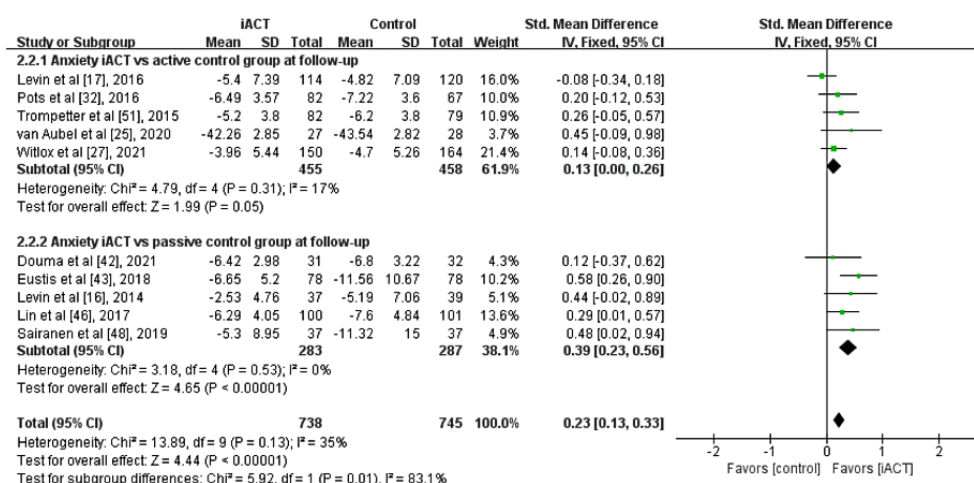 iACT Control Std. Mean Difference Std. Mean Difference
Study or Subgroup Mean SD Total Mean SD Total Weight IV, Fixed, 95% CI IV, Fixed, 95% CI
2.2.1 Anxiety iACT vs active control group at follow-up
Levin [17], 2016 -5.4 7.39 114 -4.82 7.09 120 16.0% -0.08 [-0.34, 0.18]
Pots et al [32], 2016 -6.49 3.57 82 -7.22 3.6 67 10.0% 0.20 [-0.12, 0.53]
Trompetter et al [51], 2015 -5.2 3.8 82 -6.2 3.8 79 10.9% 0.26 [-0.05, 0.57]
van Aubel et al [25], 2020 -42.26 2.85 27 -43.54 2.82 28 3.7% 0.45 [-0.09, 0.98]
Witlox et al [27], 2021 -3.96 5.44 150 -4.7 5.26 164 21.4% 0.14 [-0.08, 0.36]
Subtotal (95% CI) 455 458 61.9% 0.13 [0.00, 0.26]
Heterogeneity: Chi² = 4.79, df = 4 (P = 0.31); I² = 17%
Test for overall effect: Z = 1.99 (P = 0.05)
2.2.2 Anxiety iACT vs passive control group at follow-up
Douma et al [42], 2021 -6.42 2.98 31 -6.8 3.22 32 4.3% 0.12 [-0.37, 0.62]
Eustis et al [43], 2018 -6.65 5.2 78 -11.56 10.67 78 10.2% 0.58 [0.26, 0.90]
Levin et al [16], 2014 -2.53 4.76 37 -5.19 7.06 39 5.1% 0.44 [-0.02, 0.89]
Lin et al [46], 2017 -6.29 4.05 100 -7.6 4.84 101 13.6% 0.29 [0.01, 0.57]
Sairanen et al [48], 2019 -5.3 8.95 37 -11.32 15 37 4.9% 0.48 [0.02, 0.94]
Subtotal (95% CI) 283 287 38.1% 0.39 [0.23, 0.56]
Heterogeneity: Chi² = 3.18, df = 4 (P = 0.53); I² = 0%
Test for overall effect: Z = 4.65 (P < 0.00001)
Total (95% CI) 738 745 100.0% 0.23 [0.13, 0.33]
Heterogeneity: Chi² = 13.89, df = 9 (P = 0.13); I² = 35%
Test for overall effect: Z = 4.44 (P < 0.00001)
Test for subgroup differences: Chi² = 5.92, df = 1 (P = 0.01), I² = 83.1%
-2 -1 0 1 2
Favors [control] Favors [iACT]